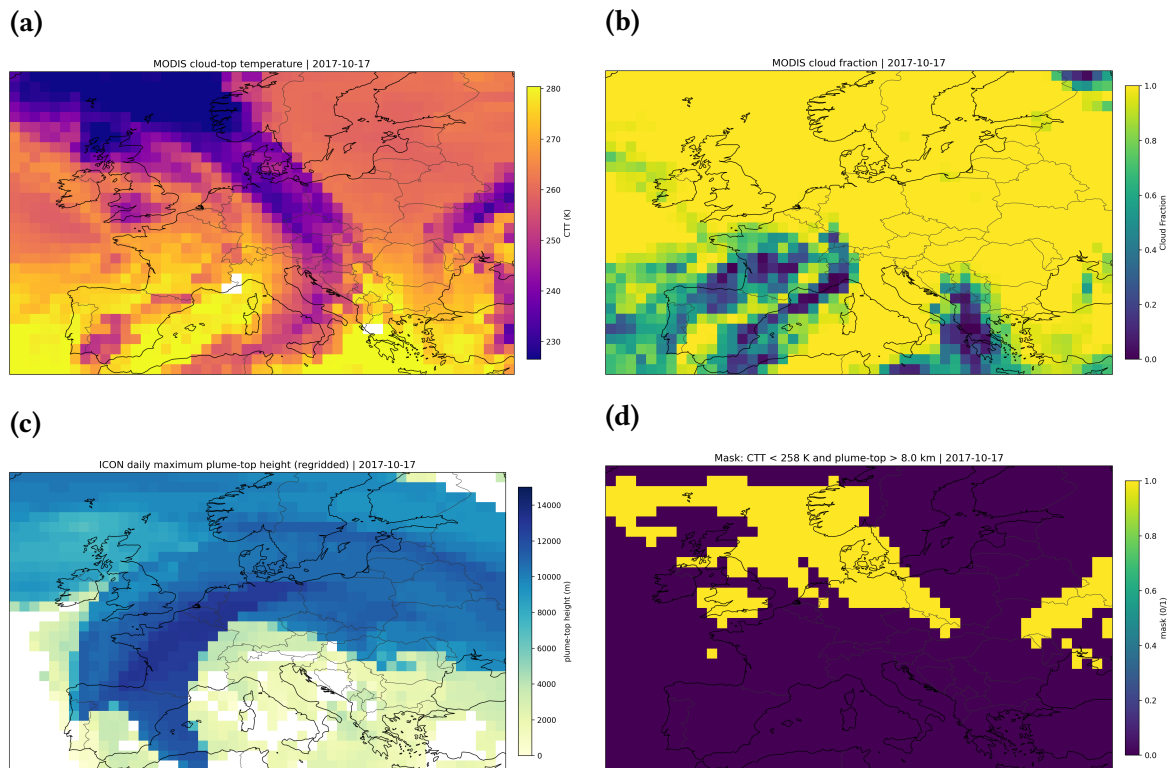 (a)
MODIS cloud-top temperature | 2017-10-17
280
270
260
250
240
230
CTT (K)
(b)
MODIS cloud fraction | 2017-10-17
1.0
0.8
0.6
0.4
0.2
0.0
Cloud Fraction
(c)
ICON daily maximum plume-top height (regridded) | 2017-10-17
14000
12000
10000
8000
6000
4000
2000
0
plume-top height (m)
(d)
Mask: CTT < 258 K and plume-top > 8.0 km | 2017-10-17
1.0
0.8
0.6
0.4
0.2
0.0
mask (0/1)